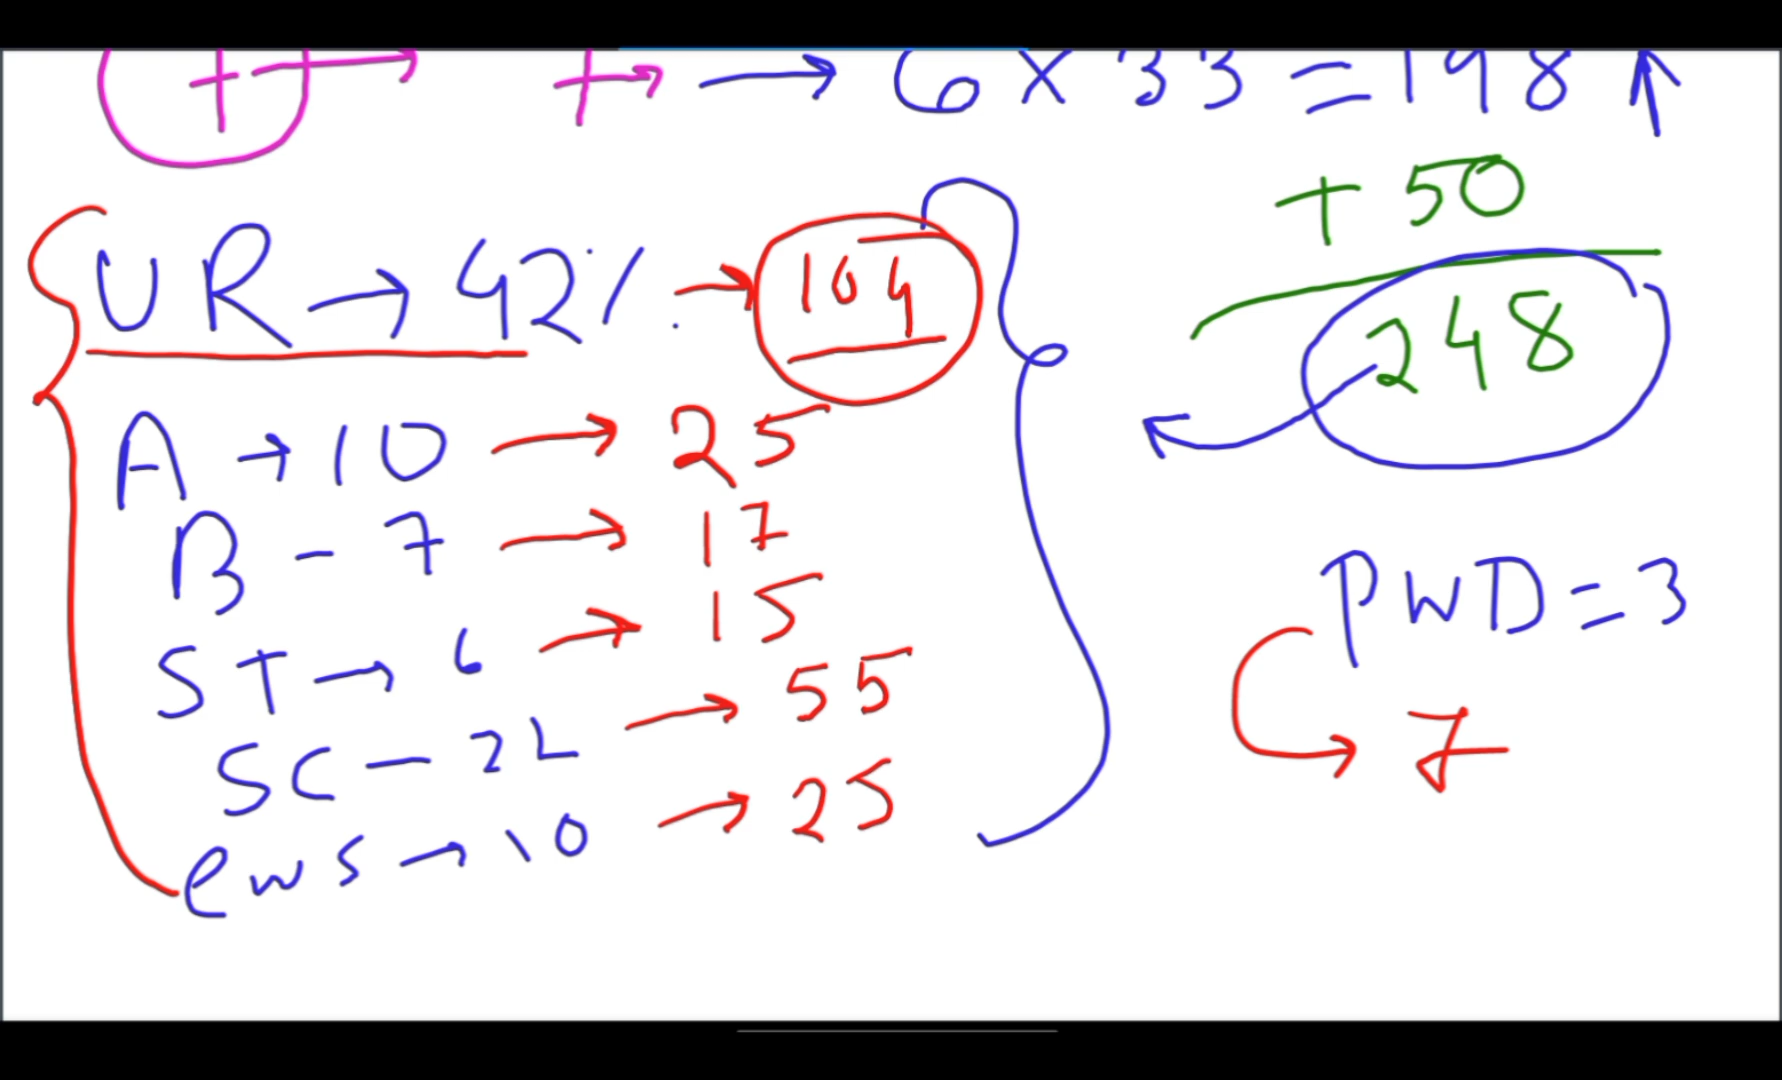 6 x 33 = 198
+ 50
248
UR → 42% → 104
A → 10 → 25
B - 7 → 17
ST → 6 → 15
SC - 22 → 55
ews → 10 → 25
PWD = 3
→ 7